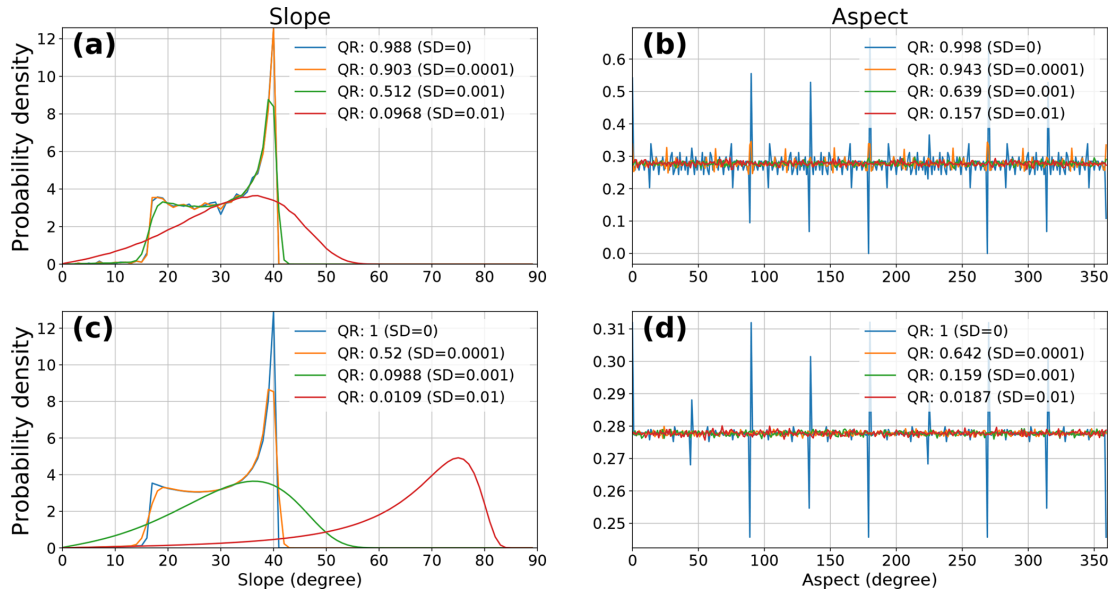 Slope
Aspect
(a)
QR: 0.988 (SD=0)
QR: 0.903 (SD=0.0001)
QR: 0.512 (SD=0.001)
QR: 0.0968 (SD=0.01)
Probability density
12
10
8
6
4
2
0
0 10 20 30 40 50 60 70 80 90
(b)
QR: 0.998 (SD=0)
QR: 0.943 (SD=0.0001)
QR: 0.639 (SD=0.001)
QR: 0.157 (SD=0.01)
0.6
0.5
0.4
0.3
0.2
0.1
0.0
0 50 100 150 200 250 300 350
(c)
QR: 1 (SD=0)
QR: 0.52 (SD=0.0001)
QR: 0.0988 (SD=0.001)
QR: 0.0109 (SD=0.01)
Probability density
12
10
8
6
4
2
0
0 10 20 30 40 50 60 70 80 90
Slope (degree)
(d)
QR: 1 (SD=0)
QR: 0.642 (SD=0.0001)
QR: 0.159 (SD=0.001)
QR: 0.0187 (SD=0.01)
0.31
0.30
0.29
0.28
0.27
0.26
0.25
0 50 100 150 200 250 300 350
Aspect (degree)